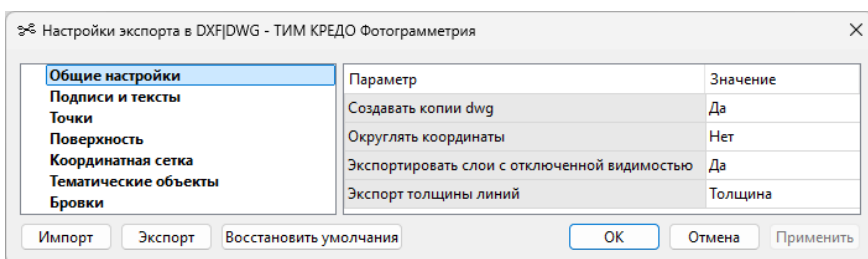 Настройки экспорта в DXF|DWG - ТИМ КРЕДО Фотограмметрия
Общие настройки
Подписи и тексты
Точки
Поверхность
Координатная сетка
Тематические объекты
Бровки
Параметр Значение
Создавать копии dwg Да
Округлять координаты Нет
Экспортировать слои с отключенной видимостью Да
Экспорт толщины линий Толщина
Импорт Экспорт Восстановить умолчания OK Отмена Применить